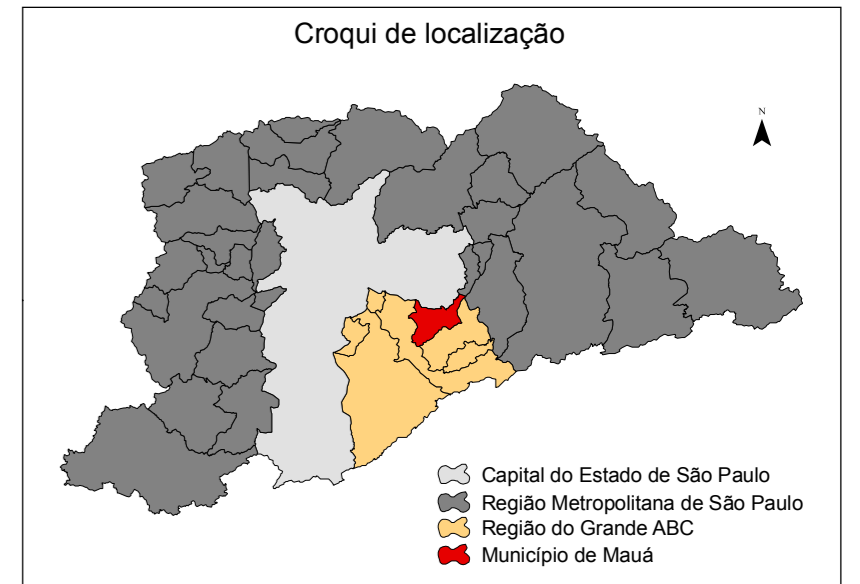 Croqui de localização
N
Capital do Estado de São Paulo
Região Metropolitana de São Paulo
Região do Grande ABC
Município de Mauá